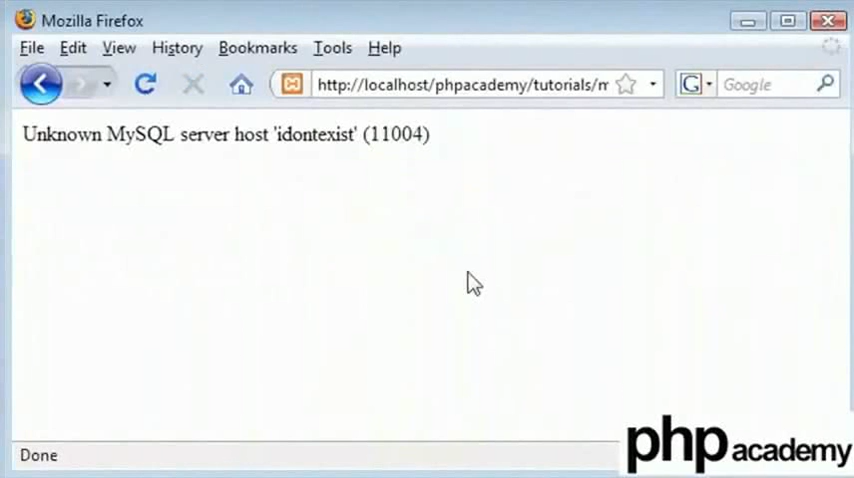 Mozilla Firefox
File Edit View History Bookmarks Tools Help
http://localhost/phpacademy/tutorials/m G Google
Unknown MySQL server host 'idontexist' (11004)
Done
php academy